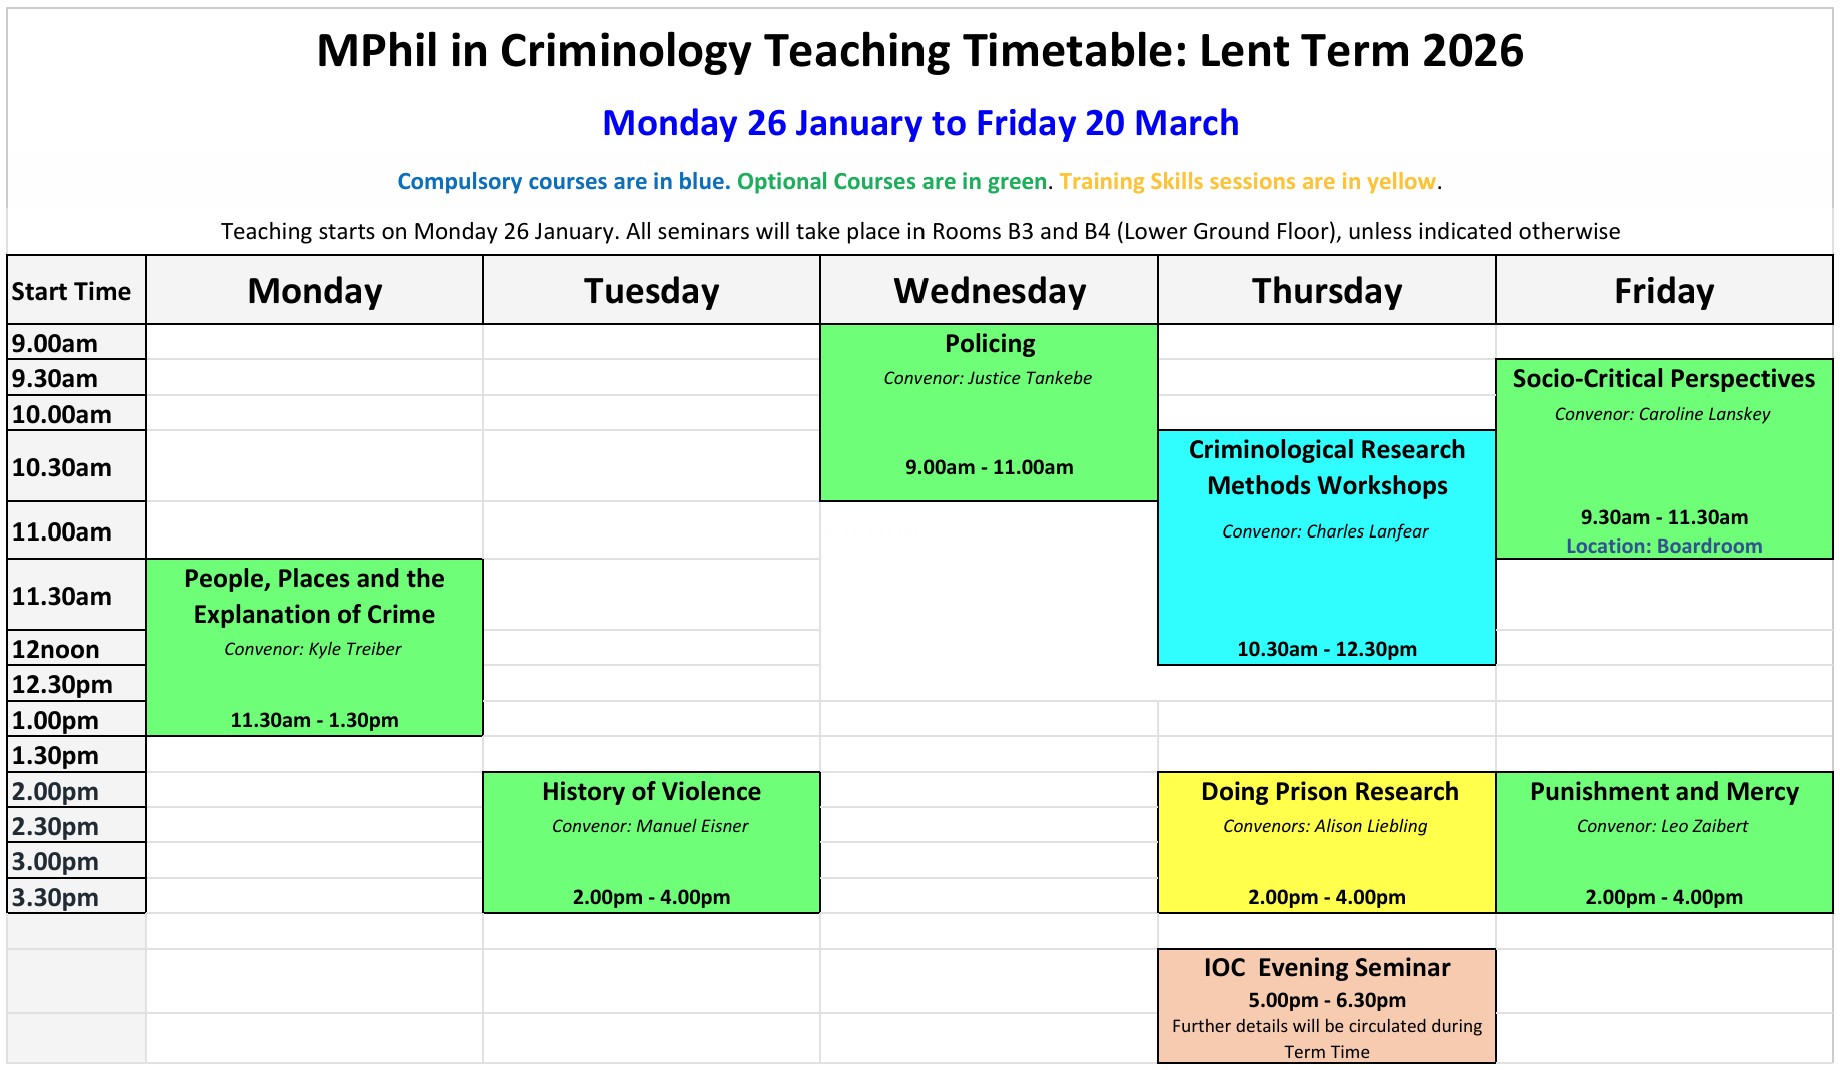 MPhil in Criminology Teaching Timetable: Lent Term 2026
Monday 26 January to Friday 20 March
Compulsory courses are in blue. Optional Courses are in green. Training Skills sessions are in yellow.
Teaching starts on Monday 26 January. All seminars will take place in Rooms B3 and B4 (Lower Ground Floor), unless indicated otherwise
Start Time Monday Tuesday Wednesday Thursday Friday
9.00am Policing
9.30am Convenor: Justice Tankebe Socio-Critical Perspectives
10.00am Convenor: Caroline Lanskey
Criminological Research
10.30am 9.00am - 11.00am
Methods Workshops
9.30am - 11.30am
11.00am Convenor: Charles Lanfear
Location: Boardroom
People, Places and the
11.30am
Explanation of Crime
12noon Convenor: Kyle Treiber 10.30am - 12.30pm
12.30pm
1.00pm 11.30am - 1.30pm
1.30pm
2.00pm History of Violence Doing Prison Research Punishment and Mercy
2.30pm Convenor: Manuel Eisner Convenors: Alison Liebling Convenor: Leo Zaibert
3.00pm
3.30pm 2.00pm - 4.00pm 2.00pm - 4.00pm 2.00pm - 4.00pm
IOC  Evening Seminar
5.00pm - 6.30pm
Further details will be circulated during
Term Time